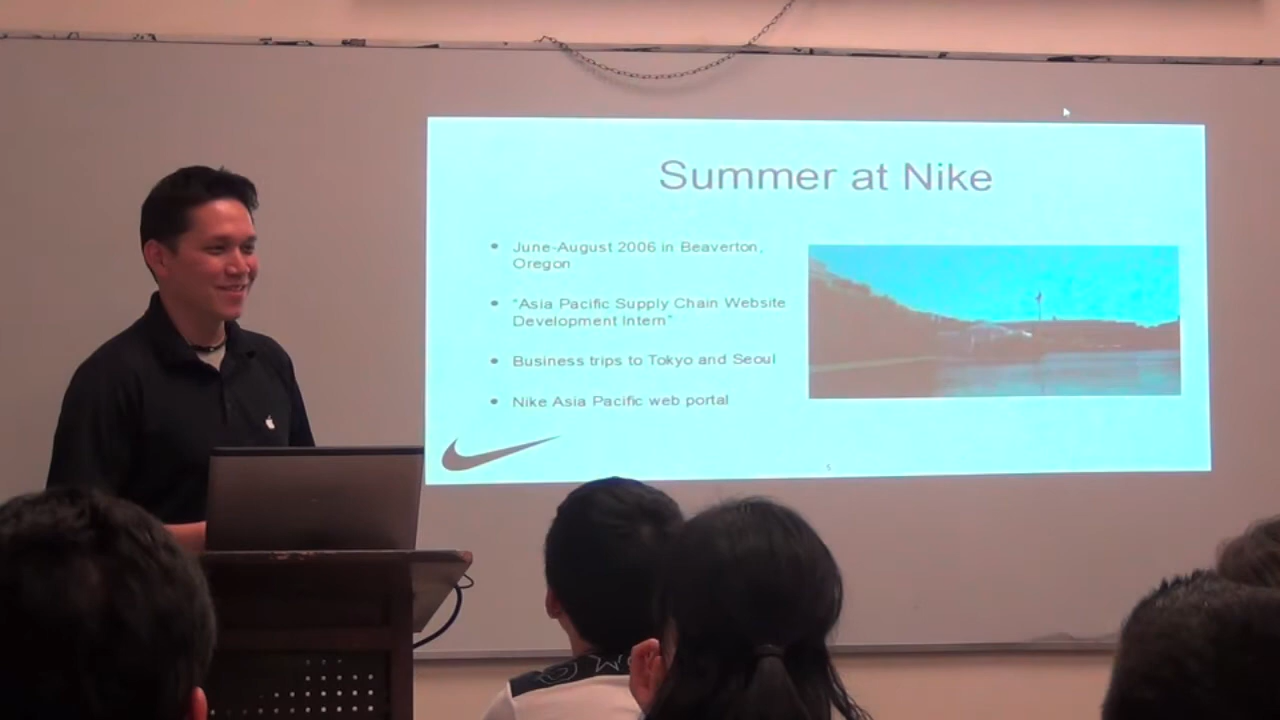 Summer at Nike
June-August 2006 in Beaverton,
Oregon
"Asia Pacific Supply Chain Website
Development Intern"
Business trips to Tokyo and Seoul
Nike Asia Pacific web portal
5